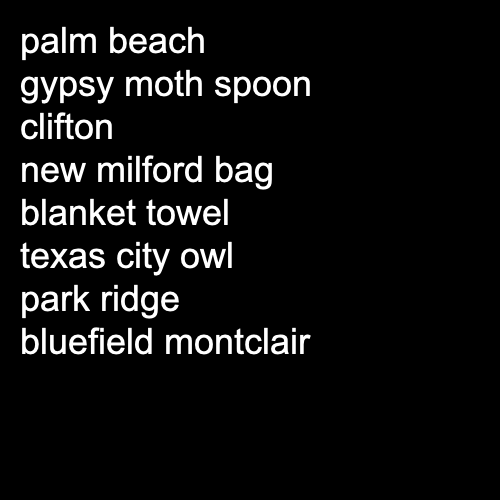 palm beach
gypsy moth spoon
clifton
new milford bag
blanket towel
texas city owl
park ridge
bluefield montclair